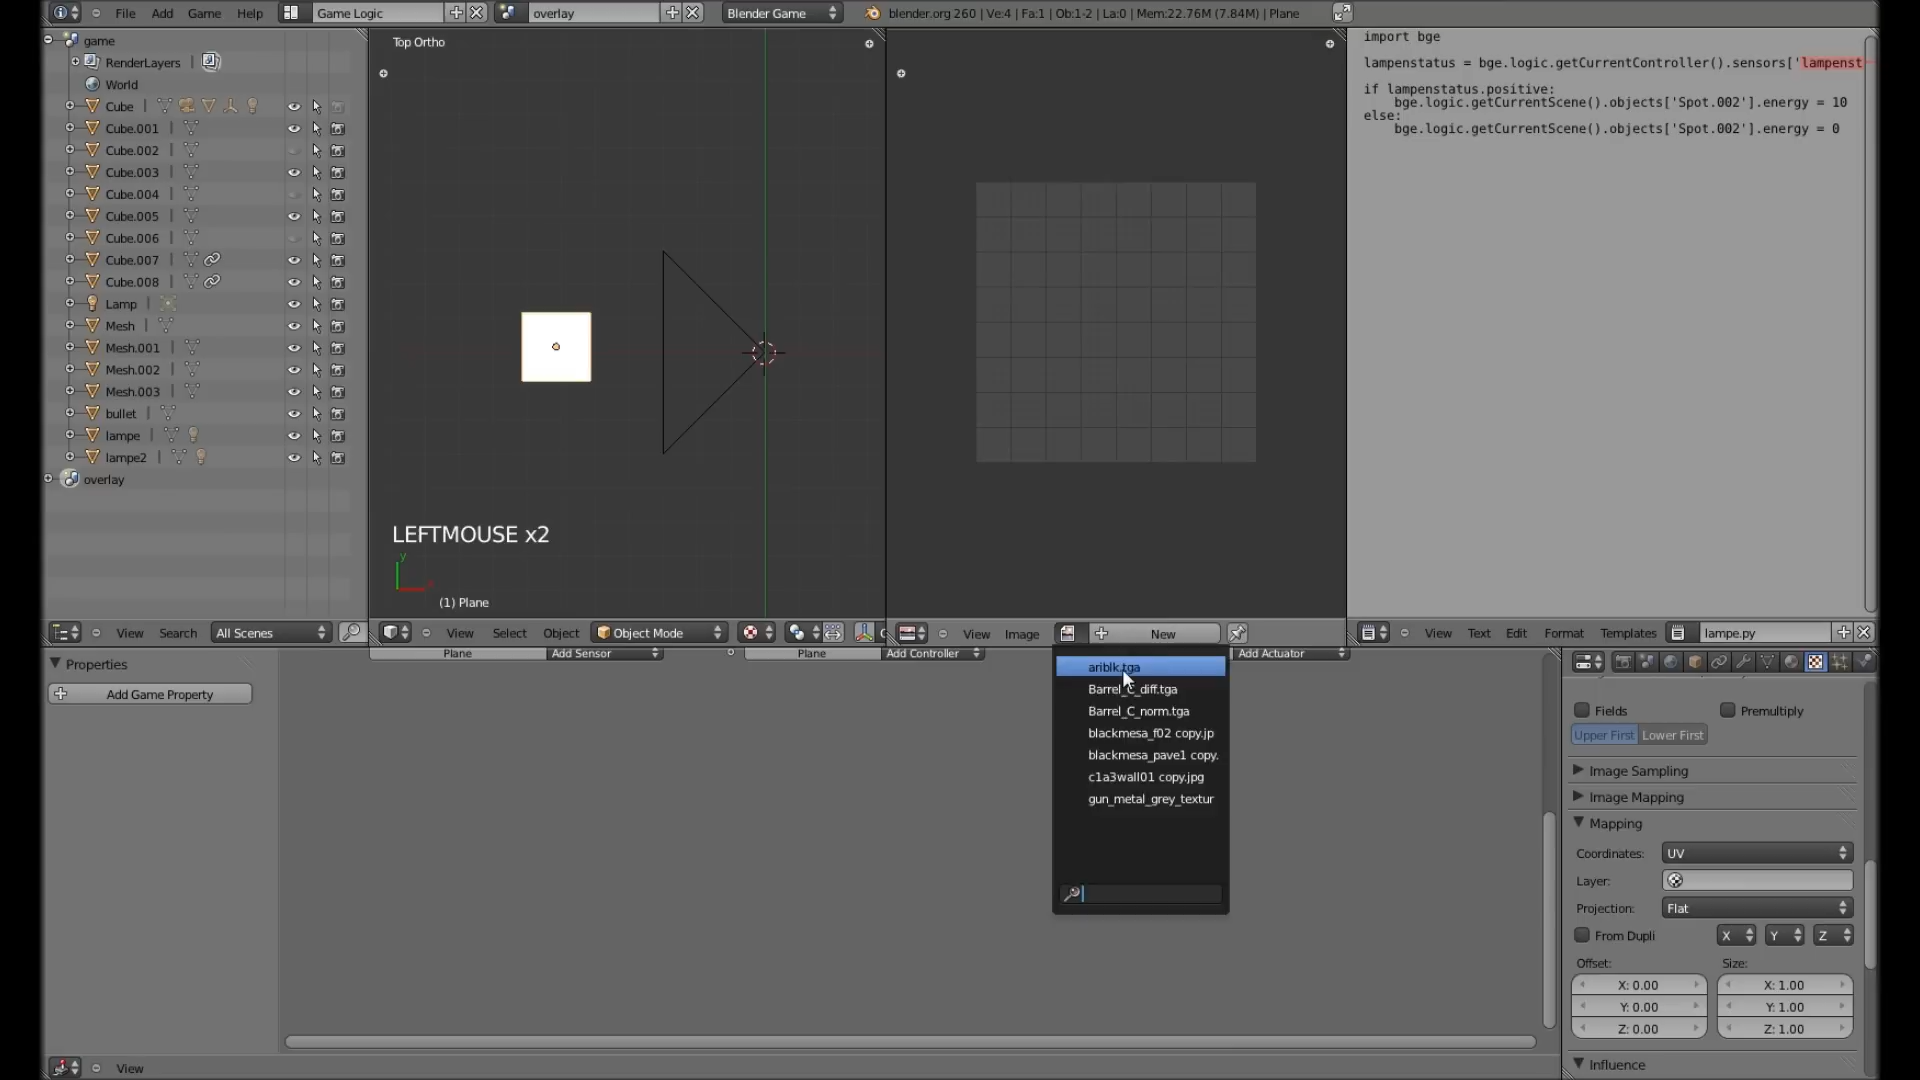 File Add Game Help Game Logic overlay Blender Game blender.org 260 | Ve:4 | Fa:1 | Ob:1-2 | La:0 | Mem:22.76M (7.84M) | Plane
game
RenderLayers |
World
Cube |
Cube.001 |
Cube.002 |
Cube.003 |
Cube.004 |
Cube.005 |
Cube.006 |
Cube.007 |
Cube.008 |
Lamp |
Mesh |
Mesh.001 |
Mesh.002 |
Mesh.003 |
bullet |
lampe |
lampe2 |
overlay
View Search All Scenes
Top Ortho
LEFTMOUSE x2
y
x
(1) Plane
View Select Object Object Mode
View Image New
import bge
lampenstatus = bge.logic.getCurrentController().sensors['lampenst
if lampenstatus.positive:
bge.logic.getCurrentScene().objects['Spot.002'].energy = 10
else:
bge.logic.getCurrentScene().objects['Spot.002'].energy = 0
View Text Edit Format Templates lampe.py
Properties
Add Game Property
Plane Add Sensor Plane Add Controller Add Actuator
ariblk.tga
Barrel_C_diff.tga
Barrel_C_norm.tga
blackmesa_f02 copy.jp
blackmesa_pave1 copy.
c1a3wall01 copy.jpg
gun_metal_grey_textur
Fields Premultiply
Upper First Lower First
Image Sampling
Image Mapping
Mapping
Coordinates: UV
Layer:
Projection: Flat
From Dupli X Y Z
Offset: Size:
X: 0.00 X: 1.00
Y: 0.00 Y: 1.00
Z: 0.00 Z: 1.00
Influence
View